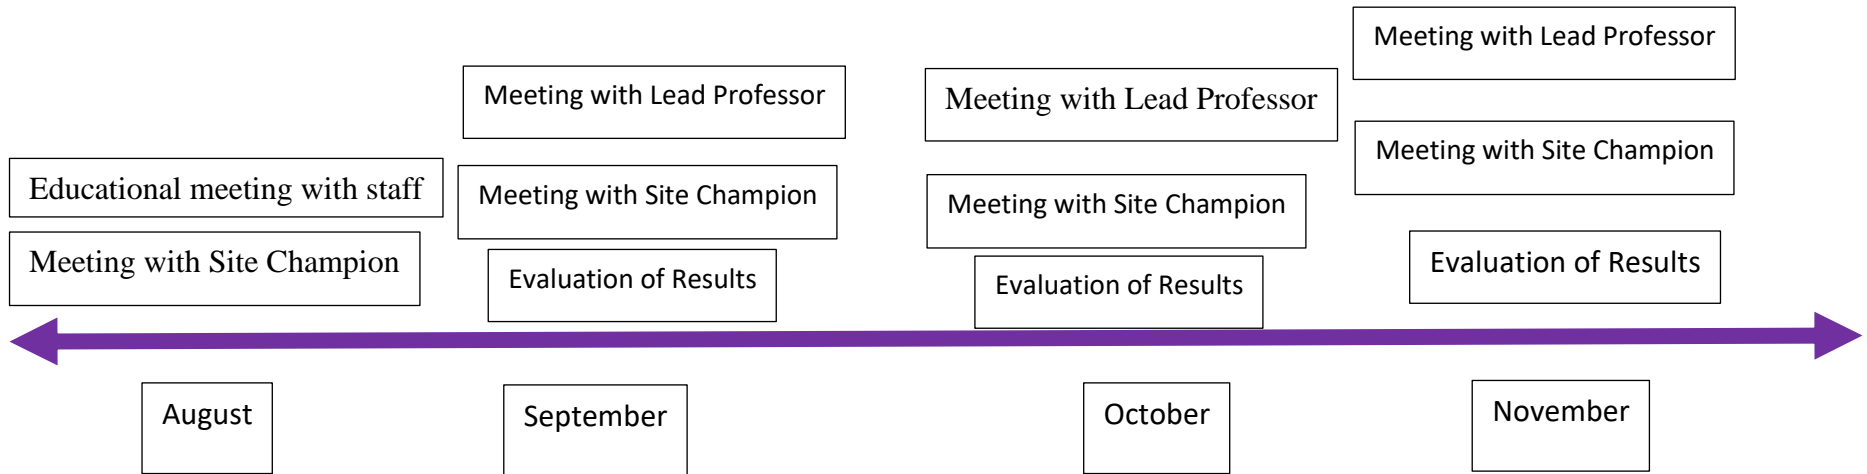 Educational meeting with staff
Meeting with Site Champion
Meeting with Lead Professor
Meeting with Site Champion
Evaluation of Results
Meeting with Lead Professor
Meeting with Site Champion
Evaluation of Results
Meeting with Lead Professor
Meeting with Site Champion
Evaluation of Results
August
September
October
November